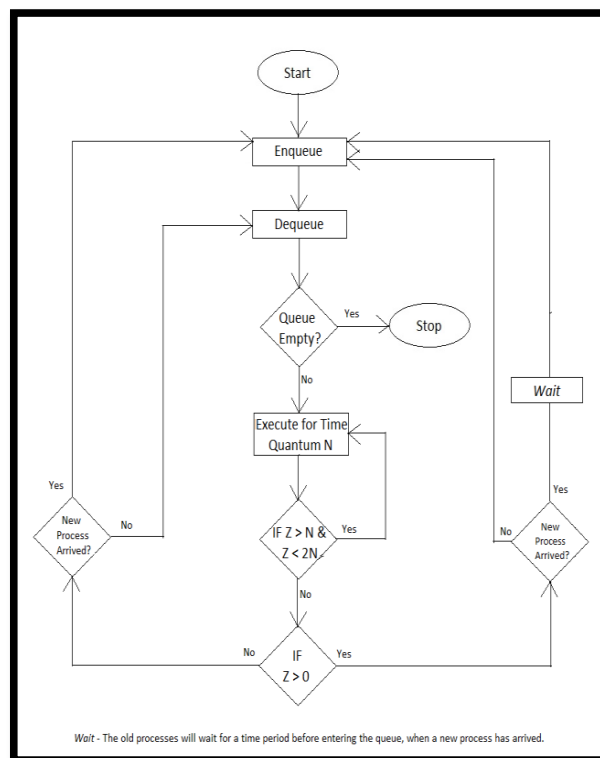 Start
Enqueue
Dequeue
Queue
Empty?
Yes
Stop
No
Execute for Time
Quantum N
Wait
Yes
New
Process
Arrived?
No
IF Z > N &
Z < 2N
Yes
No
Yes
No
New
Process
Arrived?
No
IF
Z > 0
Yes
Wait - The old processes will wait for a time period before entering the queue, when a new process has arrived.